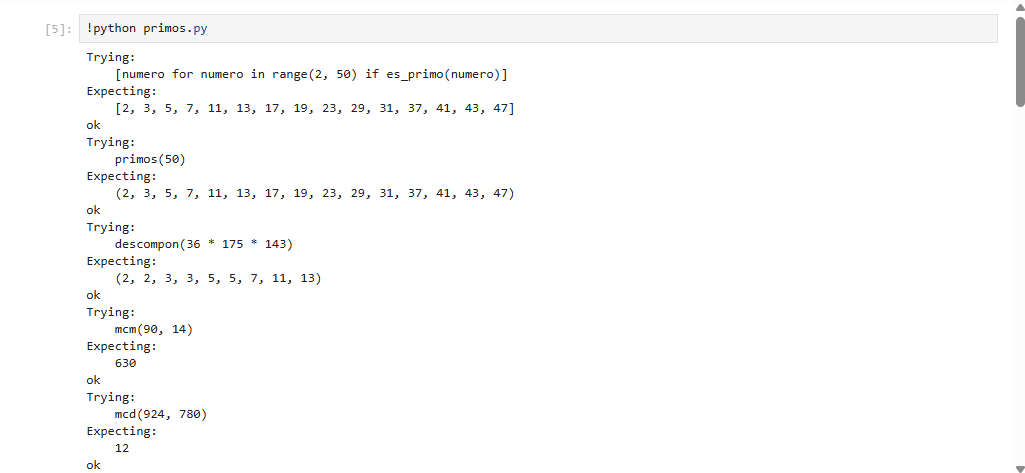 [5]: !python primos.py
Trying:
    [numero for numero in range(2, 50) if es_primo(numero)]
Expecting:
    [2, 3, 5, 7, 11, 13, 17, 19, 23, 29, 31, 37, 41, 43, 47]
ok
Trying:
    primos(50)
Expecting:
    (2, 3, 5, 7, 11, 13, 17, 19, 23, 29, 31, 37, 41, 43, 47)
ok
Trying:
    descompon(36 * 175 * 143)
Expecting:
    (2, 2, 3, 3, 5, 5, 7, 11, 13)
ok
Trying:
    mcm(90, 14)
Expecting:
    630
ok
Trying:
    mcd(924, 780)
Expecting:
    12
ok